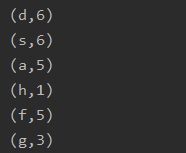 (d,6)
(s,6)
(a,5)
(h,1)
(f,5)
(g,3)